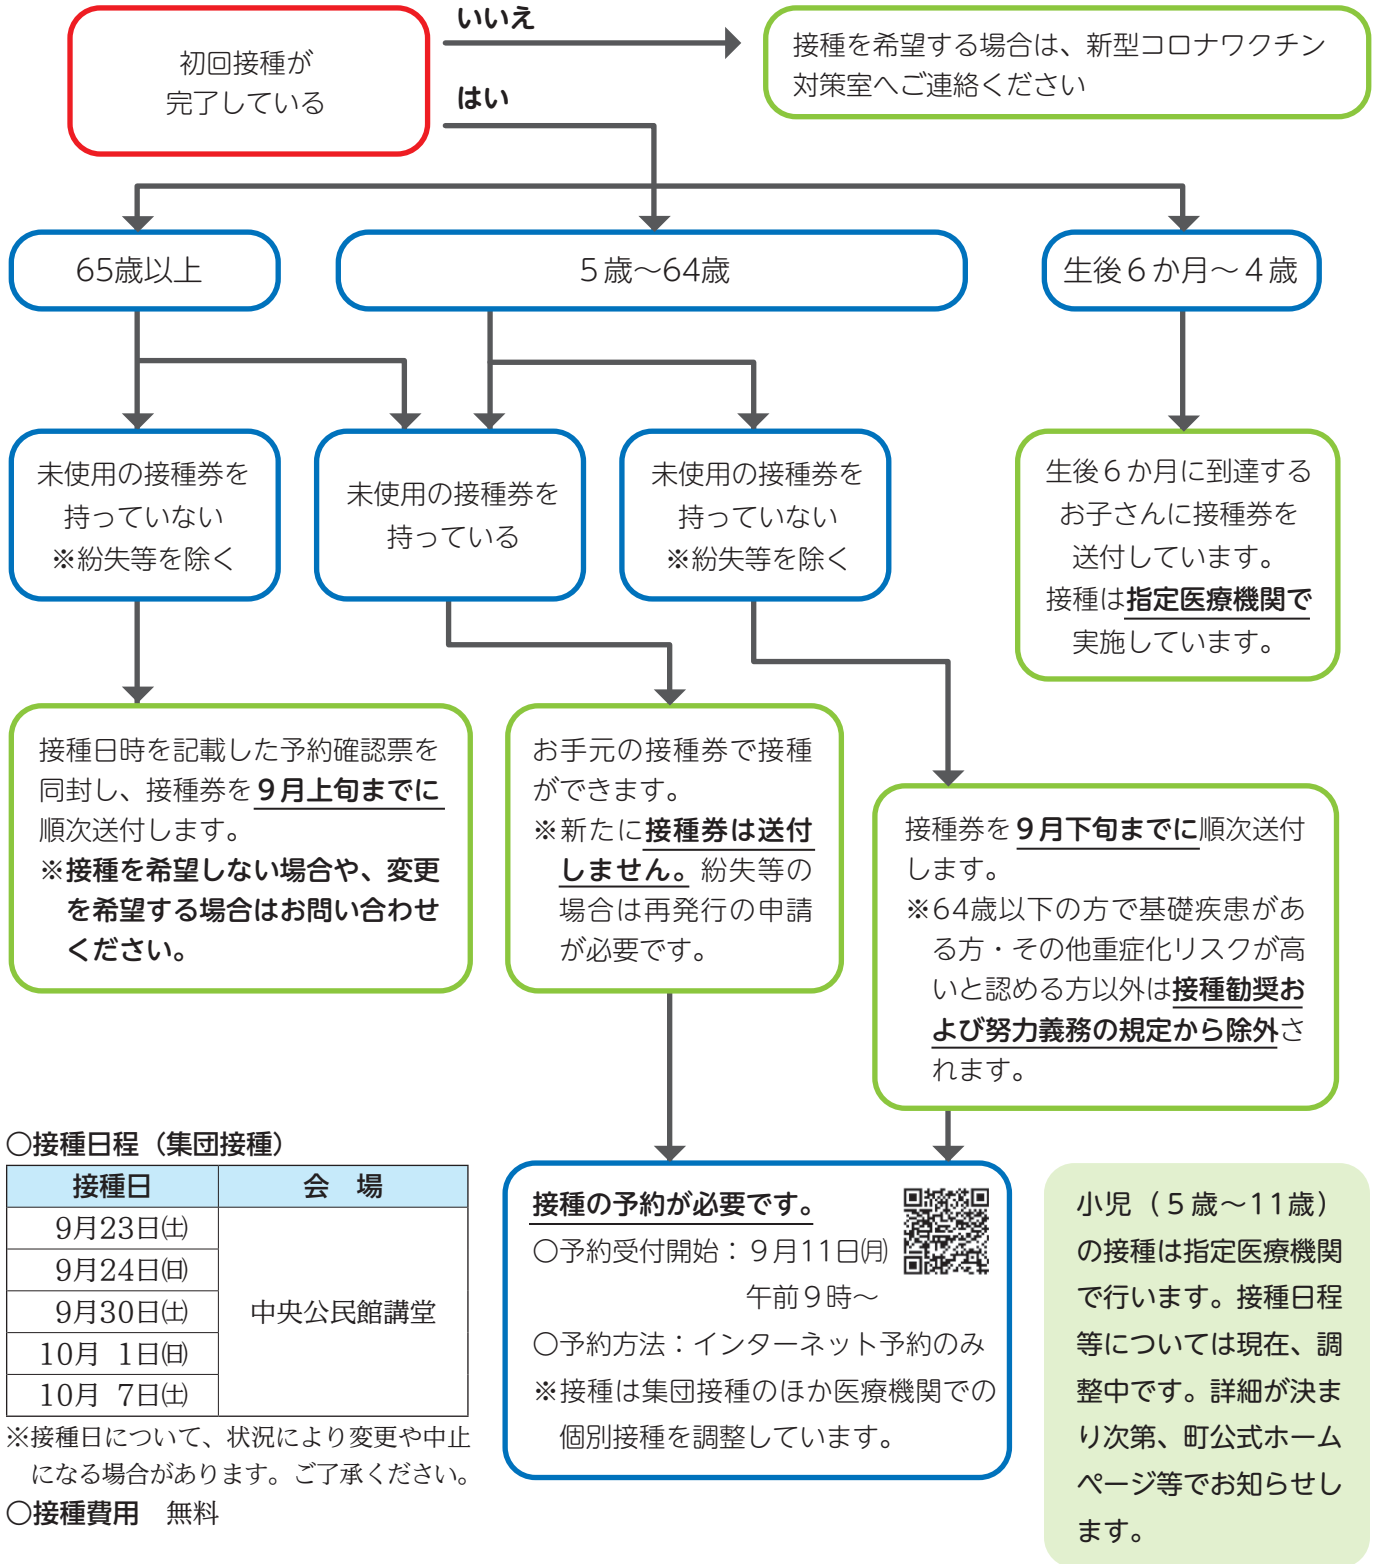 初回接種が
完了している
いいえ
はい
接種を希望する場合は、新型コロナワクチン
対策室へご連絡ください
65歳以上
５歳～64歳
生後６か月～４歳
未使用の接種券を
持っていない
※紛失等を除く
未使用の接種券を
持っている
未使用の接種券を
持っていない
※紛失等を除く
生後６か月に到達する
お子さんに接種券を
送付しています。
接種は指定医療機関で
実施しています。
接種日時を記載した予約確認票を
同封し、接種券を９月上旬までに
順次送付します。
※接種を希望しない場合や、変更
を希望する場合はお問い合わせ
ください。
お手元の接種券で接種
ができます。
※新たに接種券は送付
しません。紛失等の
場合は再発行の申請
が必要です。
接種券を９月下旬までに順次送付
します。
※64歳以下の方で基礎疾患があ
る方・その他重症化リスクが高
いと認める方以外は接種勧奨お
よび努力義務の規定から除外さ
れます。
○接種日程（集団接種）
接種日 会　場
9月23日㈯
9月24日㈰
9月30日㈯ 中央公民館講堂
10月 1日㈰
10月 7日㈯
※接種日について、状況により変更や中止
になる場合があります。ご了承ください。
○接種費用　無料
接種の予約が必要です。
○予約受付開始：９月11日㈪
午前９時～
○予約方法：インターネット予約のみ
※接種は集団接種のほか医療機関での
個別接種を調整しています。
小児（５歳～11歳）
の接種は指定医療機関
で行います。接種日程
等については現在、調
整中です。詳細が決ま
り次第、町公式ホーム
ページ等でお知らせし
ます。